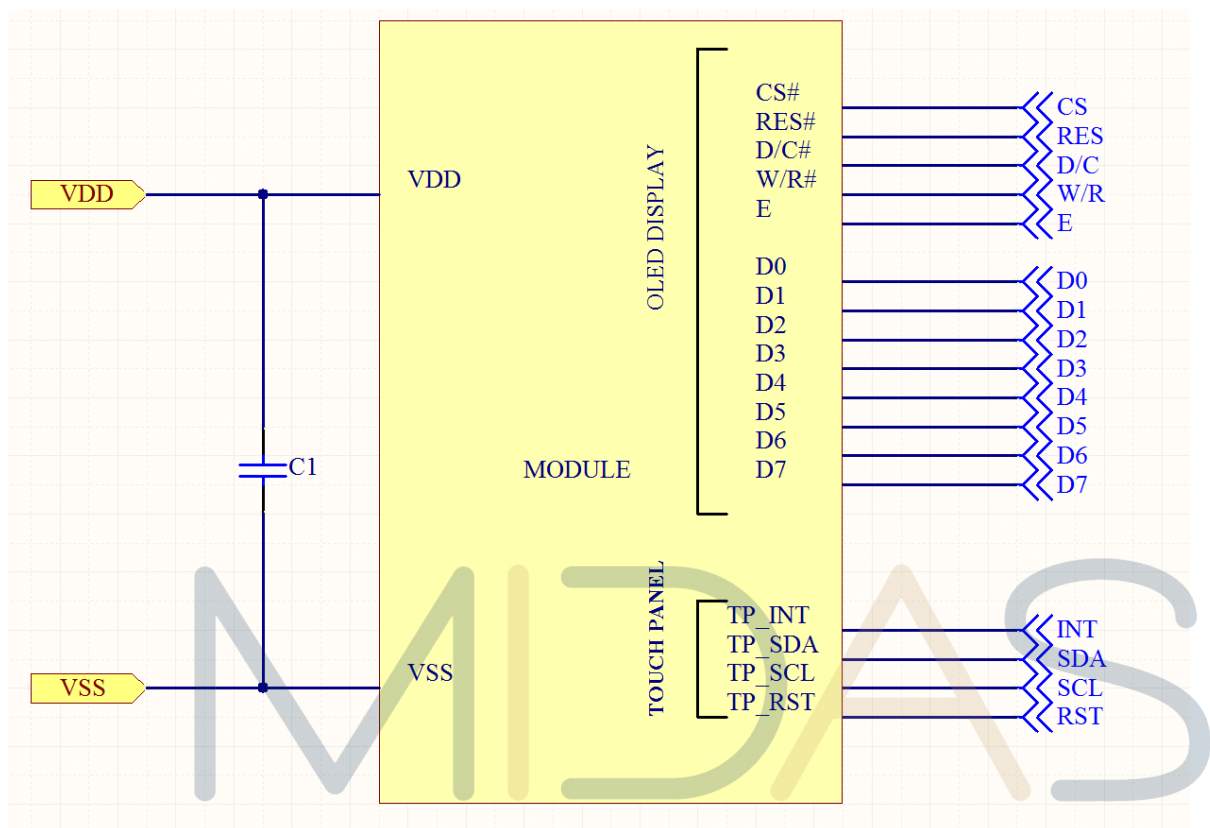 CS#
CS
RES#
RES
D/C#
D/C
VDD
VDD
W/R#
W/R
E
E
OLED DISPLAY
D0
D0
D1
D1
D2
D2
D3
D3
D4
D4
D5
D5
D6
D6
D7
D7
C1
MODULE
TOUCH PANEL
TP_INT
INT
TP_SDA
SDA
VSS
VSS
TP_SCL
SCL
TP_RST
RST
MIDAS